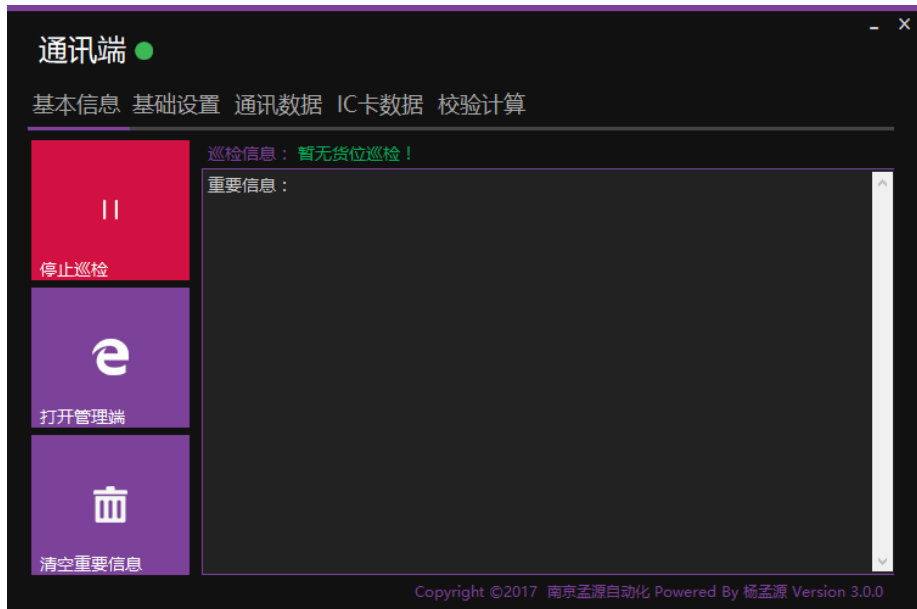 通讯端
基本信息 基础设置 通讯数据 IC卡数据 校验计算
巡检信息：暂无货位巡检！
重要信息：
停止巡检
打开管理端
清空重要信息
Copyright ©2017 南京孟源自动化 Powered By 杨孟源 Version 3.0.0